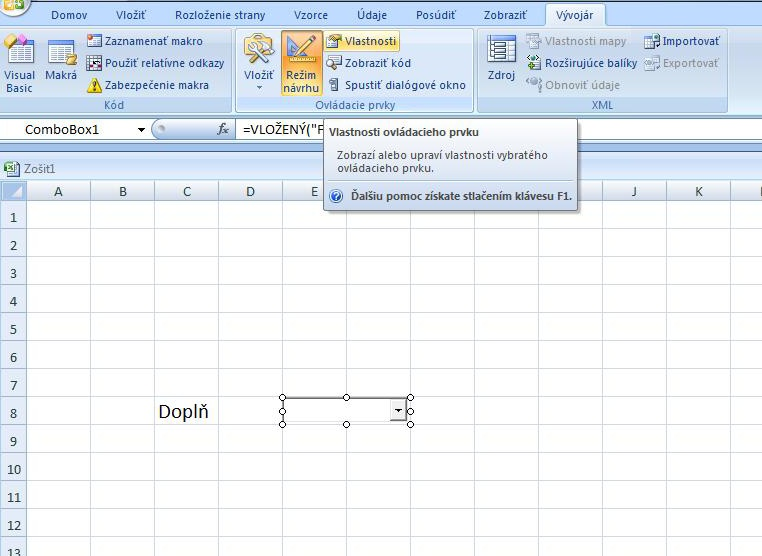 Domov Vložiť Rozloženie strany Vzorce Údaje Posúdiť Zobraziť Vývojár
Visual Basic
Makrá
Zaznamenať makro
Použiť relatívne odkazy
Zabezpečenie makra
Kód
Vložiť
Režim návrhu
Vlastnosti
Zobraziť kód
Spustiť dialógové okno
Ovládacie prvky
Zdroj
Vlastnosti mapy
Rozširujúce balíky
Obnoviť údaje
Importovať
Exportovať
XML
ComboBox1 fx =VLOŽENÝ("F
Vlastnosti ovládacieho prvku
Zobrazí alebo upraví vlastnosti vybratého
ovládacieho prvku.
Ďalšiu pomoc získate stlačením klávesu F1.
Zošit1
A B C D E J K
1
2
3
4
5
6
7
8 Doplň
9
10
11
12
13